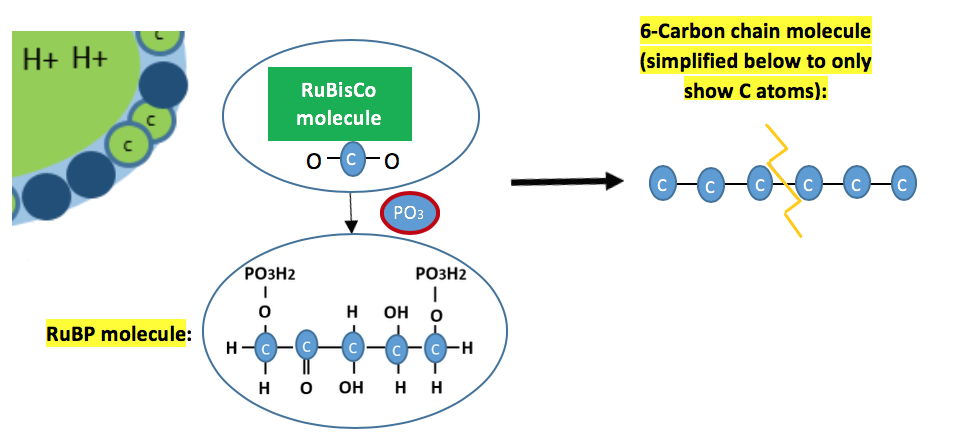 H+ H+
C
C
C
RuBisCo
molecule
O C O
PO3
6-Carbon chain molecule
(simplified below to only
show C atoms):
C C C C C C
RuBP molecule:
PO3H2 PO3H2
O H OH O
H C C C C C H
H O OH H H